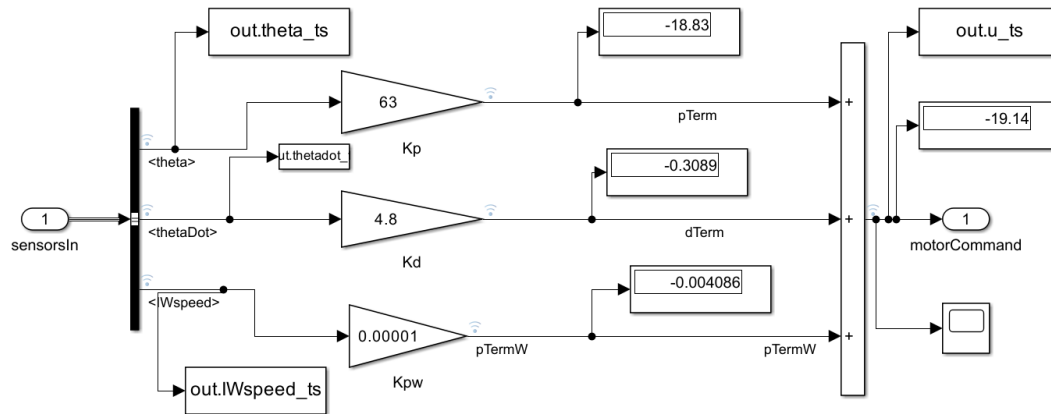 out.theta_ts
-18.83
out.u_ts
63
+
pTerm
-19.14
Kp
<theta>
ut.thetadot_t
-0.3089
1
sensorsIn
<thetaDot>
4.8
Kd
dTerm
+
1
motorCommand
<IWspeed>
-0.004086
0.00001
Kpw
pTermW
pTermW
+
out.IWspeed_ts